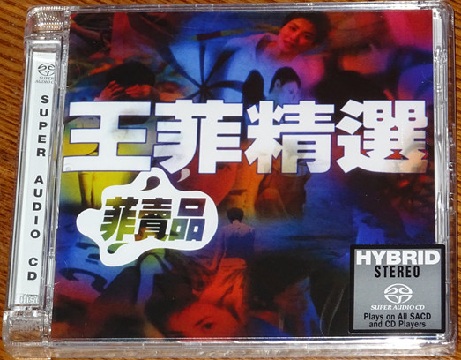 SUPER AUDIO CD
王菲精選
菲賣品
HYBRID
STEREO
SUPER AUDIO CD
Plays on All SACD
and CD Players